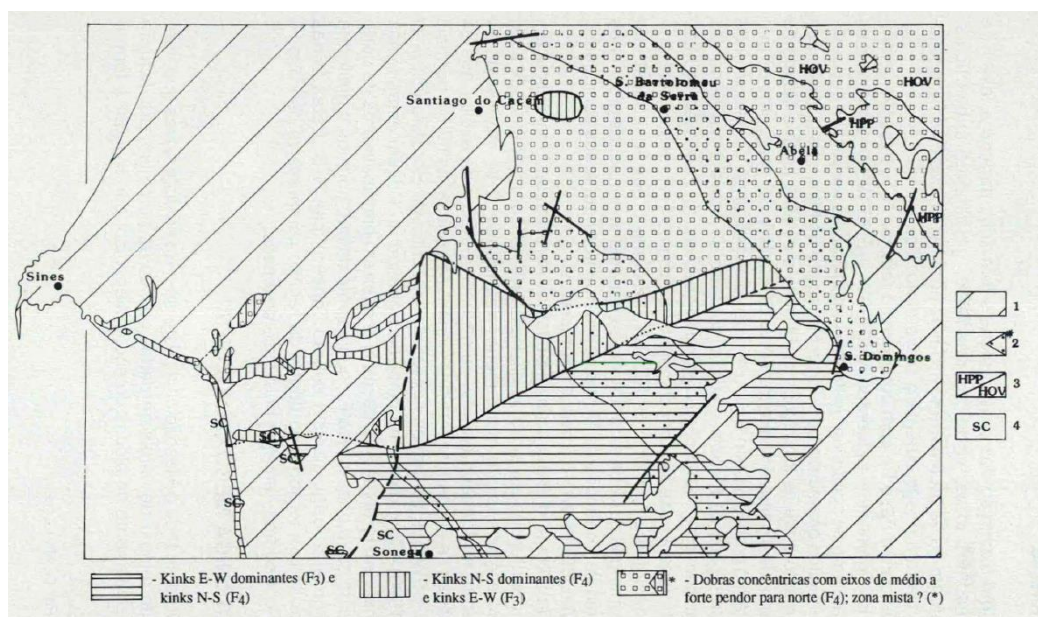 HOV
HOV
S. Bartolomeu
da Serra
Santiago do Cacém
HPP
Abela
HPP
Sines
1
* 2
S. Domingos
HPP
HOV 3
SC
SC
SC
SC 4
SC
SC
SC
Sonega
- Kinks E-W dominantes (F3) e
kinks N-S (F4)
- Kinks N-S dominantes (F4)
e kinks E-W (F3)
* - Dobras concêntricas com eixos de médio a
forte pendor para norte (F4); zona mista ? (*)